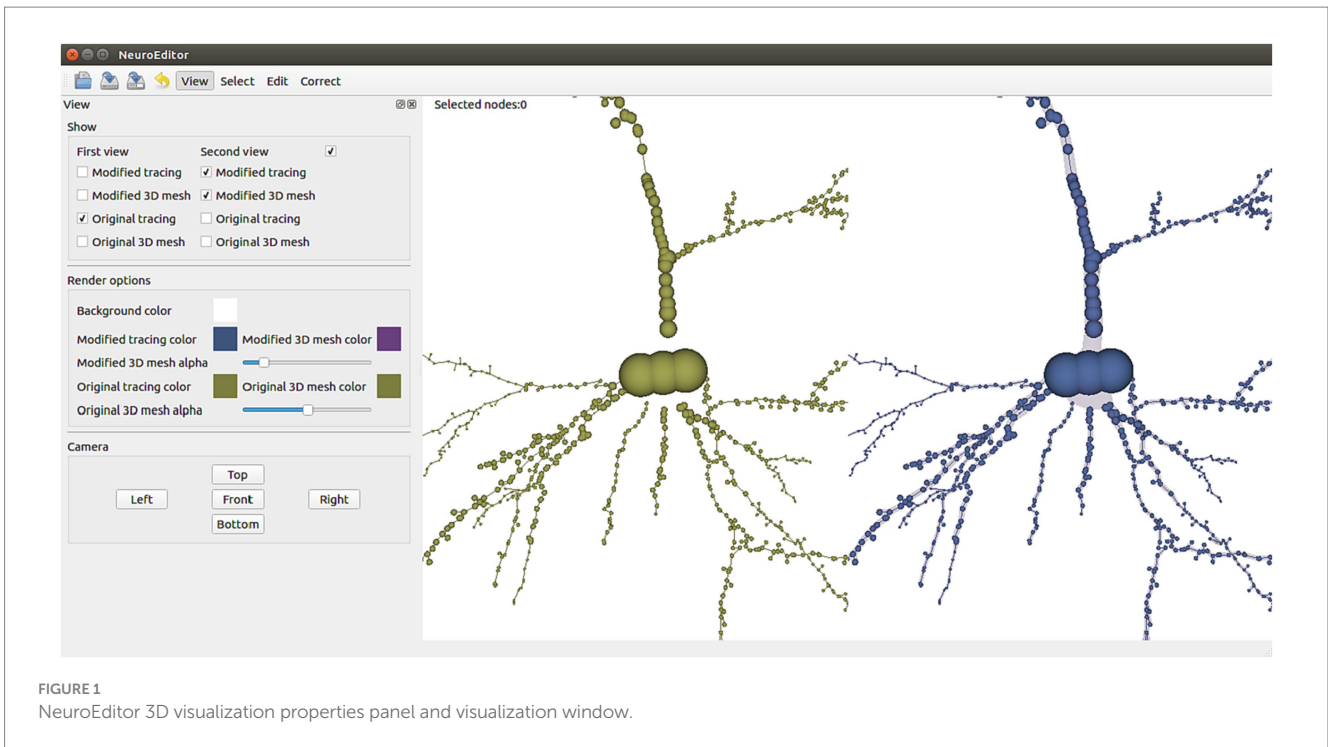 NeuroEditor
View Select Edit Correct
View
Selected nodes:0
Show
First view Second view
Modified tracing Modified tracing
Modified 3D mesh Modified 3D mesh
Original tracing Original tracing
Original 3D mesh Original 3D mesh
Render options
Background color
Modified tracing color Modified 3D mesh color
Modified 3D mesh alpha
Original tracing color Original 3D mesh color
Original 3D mesh alpha
Camera
Top
Left Front Right
Bottom
FIGURE 1
NeuroEditor 3D visualization properties panel and visualization window.